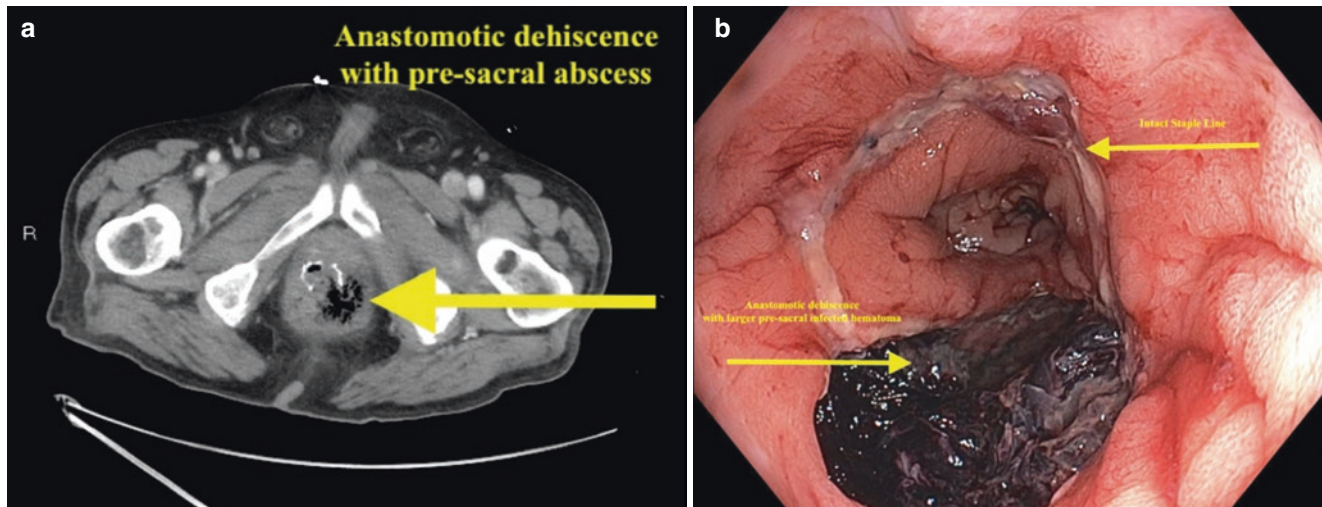 a
Anastomotic dehiscence
with pre-sacral abscess
R
b
Intact Staple Line
Anastomotic dehiscence
with larger pre-sacral infected hematoma